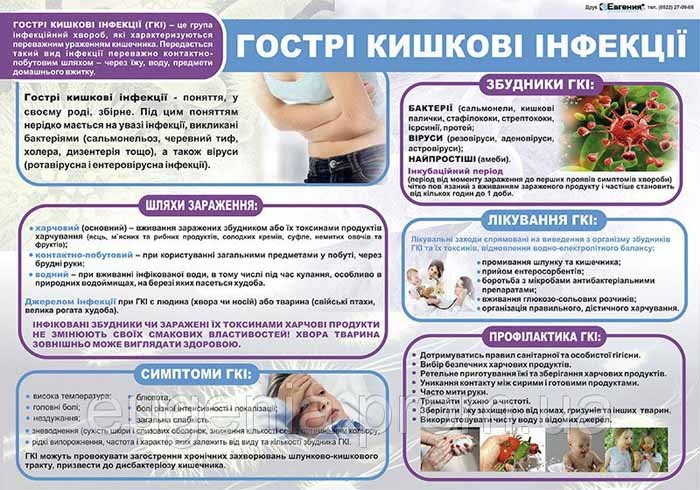 Друк Евгения® тел. (0522) 27-09-05
ГОСТРІ КИШКОВІ ІНФЕКЦІЇ (ГКІ) – це група
інфекційний хвороб, які характеризуються
переважним ураженням кишечника. Передається
такий вид інфекції переважно контактно-
побутовим шляхом – через їжу, воду, предмети
домашнього вжитку.
ГОСТРІ КИШКОВІ ІНФЕКЦІЇ
Гострі кишкові інфекції - поняття, у
своєму роді, збірне. Під цим поняттям
нерідко мається на увазі інфекції, викликані
бактеріями (сальмонельоз, черевний тиф,
холера, дизентерія тощо), а також віруси
(ротавірусна і ентеровірусна інфекції).
ШЛЯХИ ЗАРАЖЕННЯ:
• харчовий (основний) – вживання заражених збудником або їх токсинами продуктів
харчування (яєць, м'ясних та рибних продуктів, солодких кремів, суфле, немитих овочів та
фруктів);
• контактно-побутовий – при користуванні загальними предметами у побуті, через
брудні руки;
• водний – при вживанні інфікованої води, в тому числі під час купання, особливо в
природних водоймищах, на березі яких пасеться худоба.
Джерелом інфекції при ГКІ є людина (хвора чи носій) або тварина (свійські птахи,
велика рогата худоба).
ІНФІКОВАНІ ЗБУДНИКИ ЧИ ЗАРАЖЕНІ ЇХ ТОКСИНАМИ ХАРЧОВІ ПРОДУКТИ
НЕ ЗМІНЮЮТЬ СВОЇХ СМАКОВИХ ВЛАСТИВОСТЕЙ! ХВОРА ТВАРИНА
ЗОВНІШНЬО МОЖЕ ВИГЛЯДАТИ ЗДОРОВОЮ.
СИМПТОМИ ГКІ:
• висока температура;
• головні болі;
• нездужання;
• блювота;
• болі різної інтенсивності і локалізації;
• загальна слабкість.
• зневоднення (сухість шкіри і слизових оболонок, зниження кількості сечі з потемнінням кольору);
• рідкі випорожнення, частота і характер яких залежить від виду та кількості збудника ГКІ.
ГКІ можуть провокувати загострення хронічних захворювань шлунково-кишкового
тракту, призвести до дисбактеріозу кишечника.
ЗБУДНИКИ ГКІ:
БАКТЕРІЇ (сальмонели, кишкові
палички, стафілококи, стрептококи,
ієрсинії, протей);
ВІРУСИ (реовіруси, аденовіруси,
астровіруси);
НАЙПРОСТІШІ (амеби).
Інкубаційний період
(період від моменту зараження до перших проявів симптомів хвороби)
чітко пов'язаний з вживанням зараженого продукту і частіше становить
від кількох годин до 1 доби.
ЛІКУВАННЯ ГКІ:
Лікувальні заходи спрямовані на виведення з організму збудників
ГКІ та їх токсинів, відновлення водно-електролітного балансу:
• промивання шлунку та кишечника;
• прийом ентеросорбентів;
• боротьба з мікробами антибактеріальними
препаратами;
• вживання глюкозо-сольових розчинів;
• організація правильного, дієтичного харчування.
ПРОФІЛАКТИКА ГКІ:
• Дотримуватись правил санітарної та особистої гігієни.
• Вибір безпечних харчових продуктів.
• Ретельне приготування їжі та зберігання харчових продуктів.
• Уникання контакту між сирими і готовими продуктами.
• Часто мити руки.
• Тримайти кухню в чистоті.
• Зберігати їжу захищеною від комах, гризунів та інших тварин.
• Використовувати чисту воду з відомих джерел.